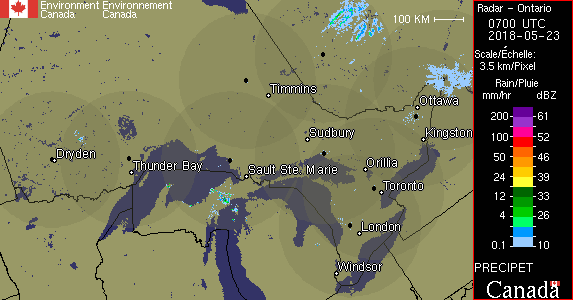 Environment Environnement
Canada Canada
Radar - Ontario
0700 UTC
2018-05-23
100 KM
Scale/Échelle:
3.5 km/Pixel
Rain/Pluie
mm/hr dBZ
200 61
100 52
50 46
24 39
12 33
4 26
0.1 10
Timmins
Ottawa
Sudbury
Kingston
Dryden
Thunder Bay
Sault Ste. Marie
Orillia
Toronto
London
Windsor
PRECIPET
Canada